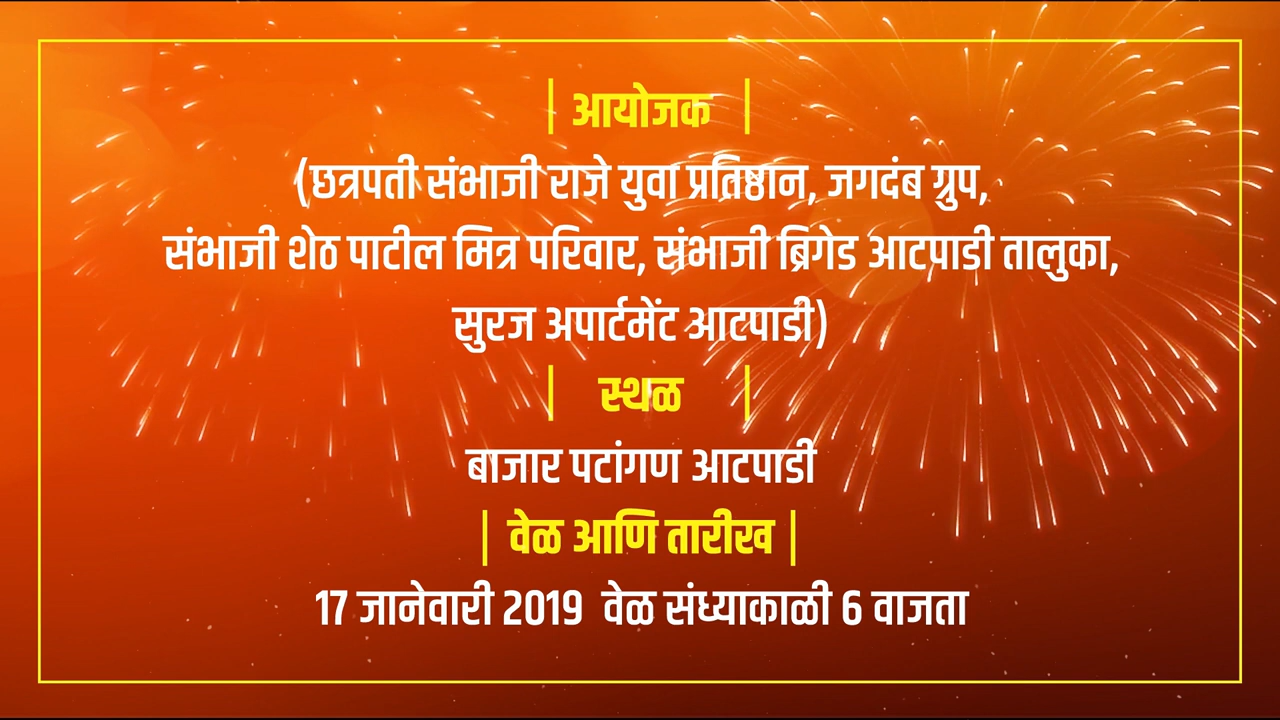 | आयोजक |
(छत्रपती संभाजी राजे युवा प्रतिष्ठान, जगदंब ग्रुप,
संभाजी शेठ पाटील मित्र परिवार, संभाजी ब्रिगेड आटपाडी तालुका,
सुरज अपार्टमेंट आटपाडी)
| स्थळ |
बाजार पटांगण आटपाडी
| वेळ आणि तारीख |
17 जानेवारी 2019 वेळ संध्याकाळी 6 वाजता